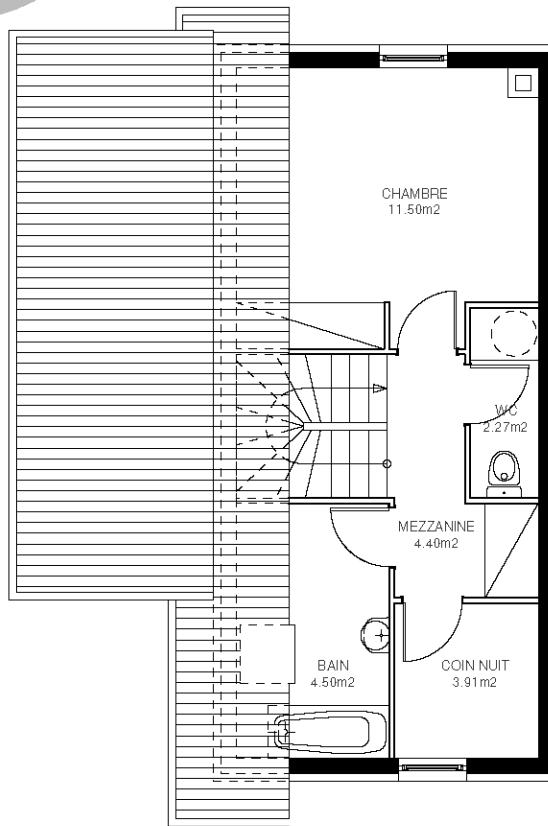 CHAMBRE
11.50m2
WC
2.27m2
MEZZANINE
4.40m2
BAIN
4.50m2
COIN NUIT
3.91m2